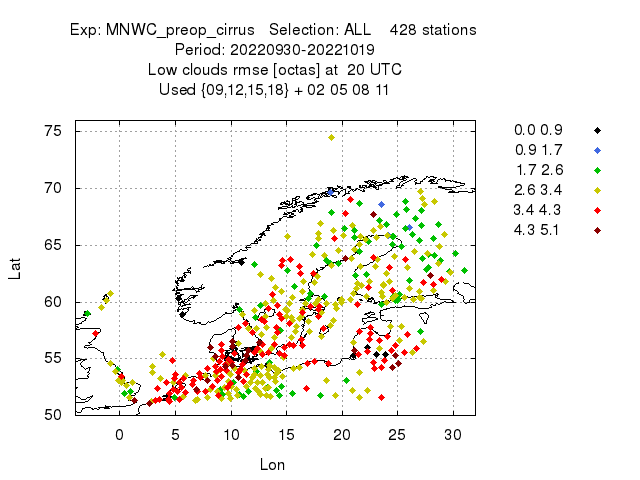 Exp: MNWC_preop_cirrus   Selection: ALL    428 stations
Period: 20220930-20221019
Low clouds rmse [octas] at  20 UTC
Used {09,12,15,18} + 02 05 08 11
0.0 0.9
0.9 1.7
1.7 2.6
2.6 3.4
3.4 4.3
4.3 5.1
75
70
65
60
55
50
Lat
0 5 10 15 20 25 30
Lon